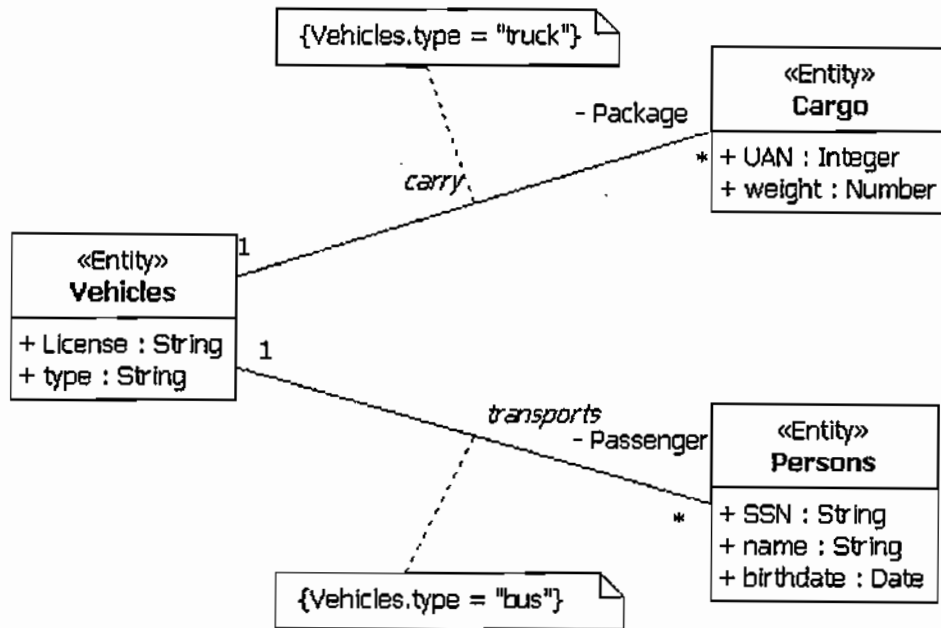 {Vehicles.type = "truck"}
«Entity»
Cargo
+ UAN : Integer
+ weight : Number
- Package
*
carry
1
«Entity»
Vehicles
+ License : String
+ type : String
1
transports
- Passenger
*
«Entity»
Persons
+ SSN : String
+ name : String
+ birthdate : Date
{Vehicles.type = "bus"}